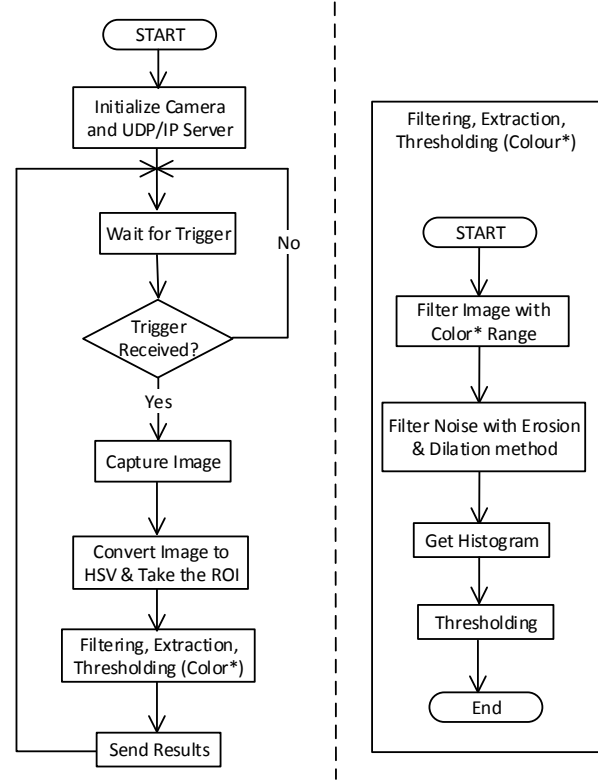 START
Initialize Camera
and UDP/IP Server
Wait for Trigger
No
Trigger
Received?
Yes
Capture Image
Convert Image to
HSV & Take the ROI
Filtering, Extraction,
Thresholding (Color*)
Send Results
Filtering, Extraction,
Thresholding (Colour*)
START
Filter Image with
Color* Range
Filter Noise with Erosion
& Dilation method
Get Histogram
Thresholding
End